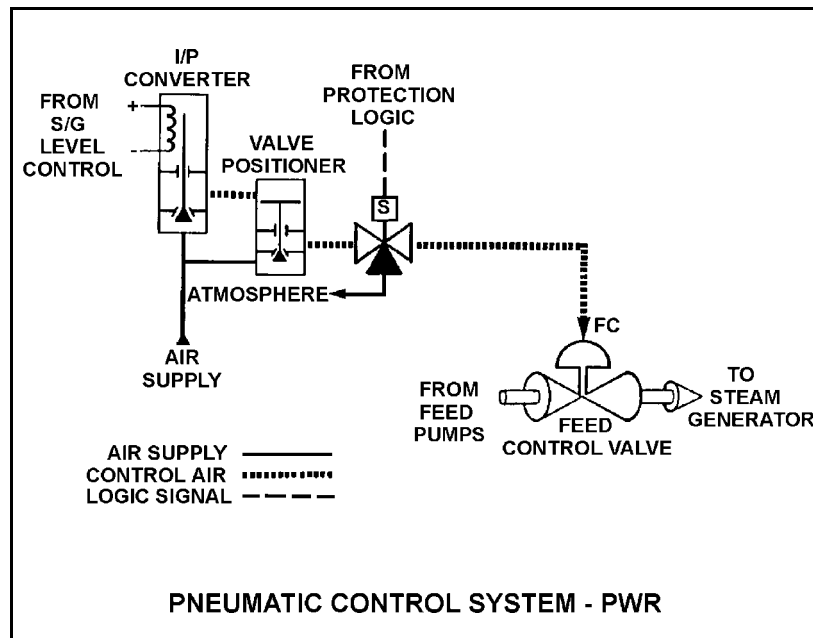 I/P
CONVERTER
FROM
S/G
LEVEL
CONTROL
+
-
VALVE
POSITIONER
FROM
PROTECTION
LOGIC
S
ATMOSPHERE
AIR
SUPPLY
FC
FROM
FEED
PUMPS
FEED
CONTROL VALVE
TO
STEAM
GENERATOR
AIR SUPPLY
CONTROL AIR
LOGIC SIGNAL
PNEUMATIC CONTROL SYSTEM - PWR